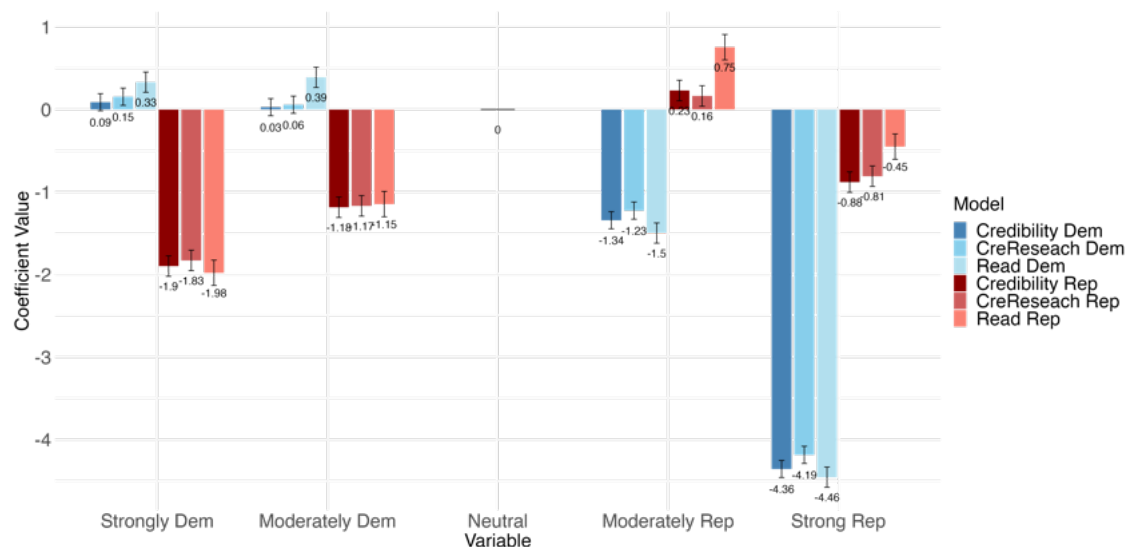 1
0
-1
-2
-3
-4
Coefficient Value
0.09
0.15
0.33
-1.9
-1.83
-1.98
0.03
0.06
0.39
-1.18
-1.17
-1.15
0
-1.34
-1.23
-1.5
0.23
0.16
0.75
-4.36
-4.19
-4.46
-0.88
-0.81
-0.45
Strongly Dem
Moderately Dem
Neutral
Moderately Rep
Strong Rep
Variable
Model
Credibility Dem
CreReseach Dem
Read Dem
Credibility Rep
CreReseach Rep
Read Rep